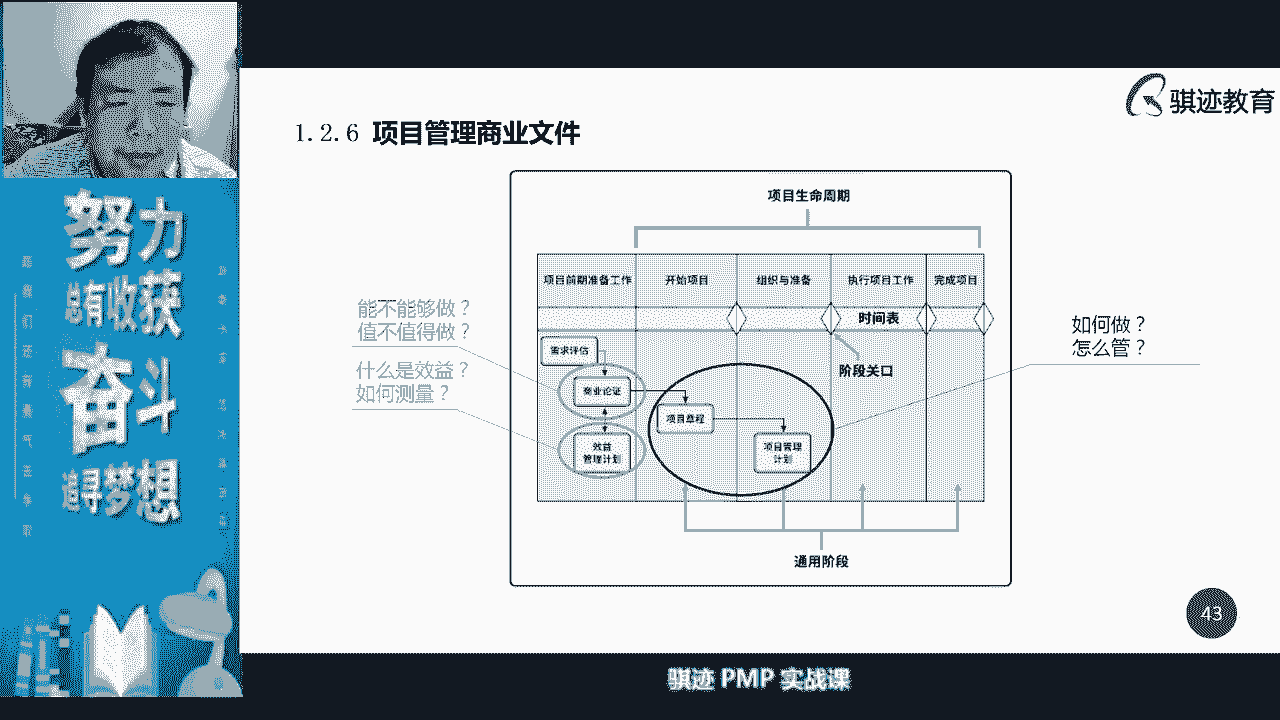 骐迹教育
1.2.6 项目管理商业文件
努力
总有收获
奋斗
追寻梦想
项目生命周期
项目前期准备工作
开始项目
组织与准备
执行项目工作
完成项目
时间表
能不能够做？
值不值得做？
什么是效益？
如何测量？
需求评估
商业论证
效益
管理计划
项目章程
项目管理
计划
阶段关口
如何做？
怎么管？
通用阶段
43
骐迹 PMP 实战课